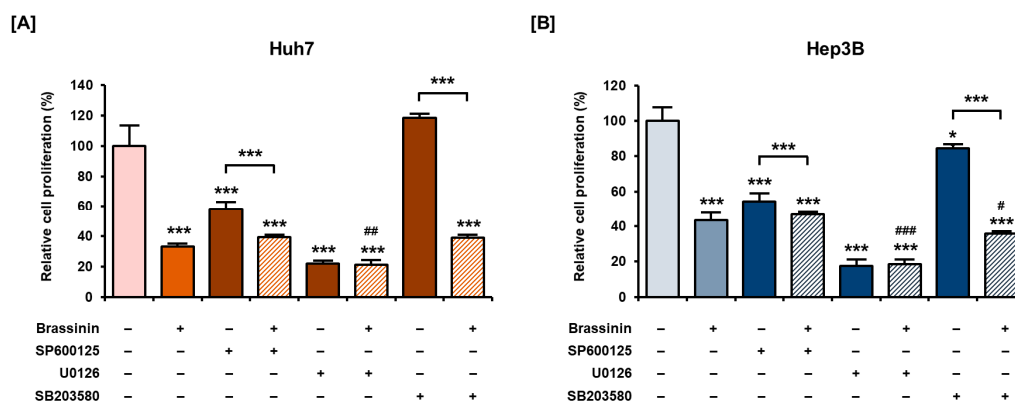 [A]
Huh7
Relative cell proliferation (%)
140
120
100
80
60
40
20
0
***
***
***
***
***
##
***
***
***
Brassinin – + – + – + – +
SP600125 – – + + – – – –
U0126 – – – – + + – –
SB203580 – – – – – – + +
[B]
Hep3B
Relative cell proliferation (%)
120
100
80
60
40
20
0
***
***
***
***
***
###
***
*
***
#
***
Brassinin – + – + – + – +
SP600125 – – + + – – – –
U0126 – – – – + + – –
SB203580 – – – – – – + +